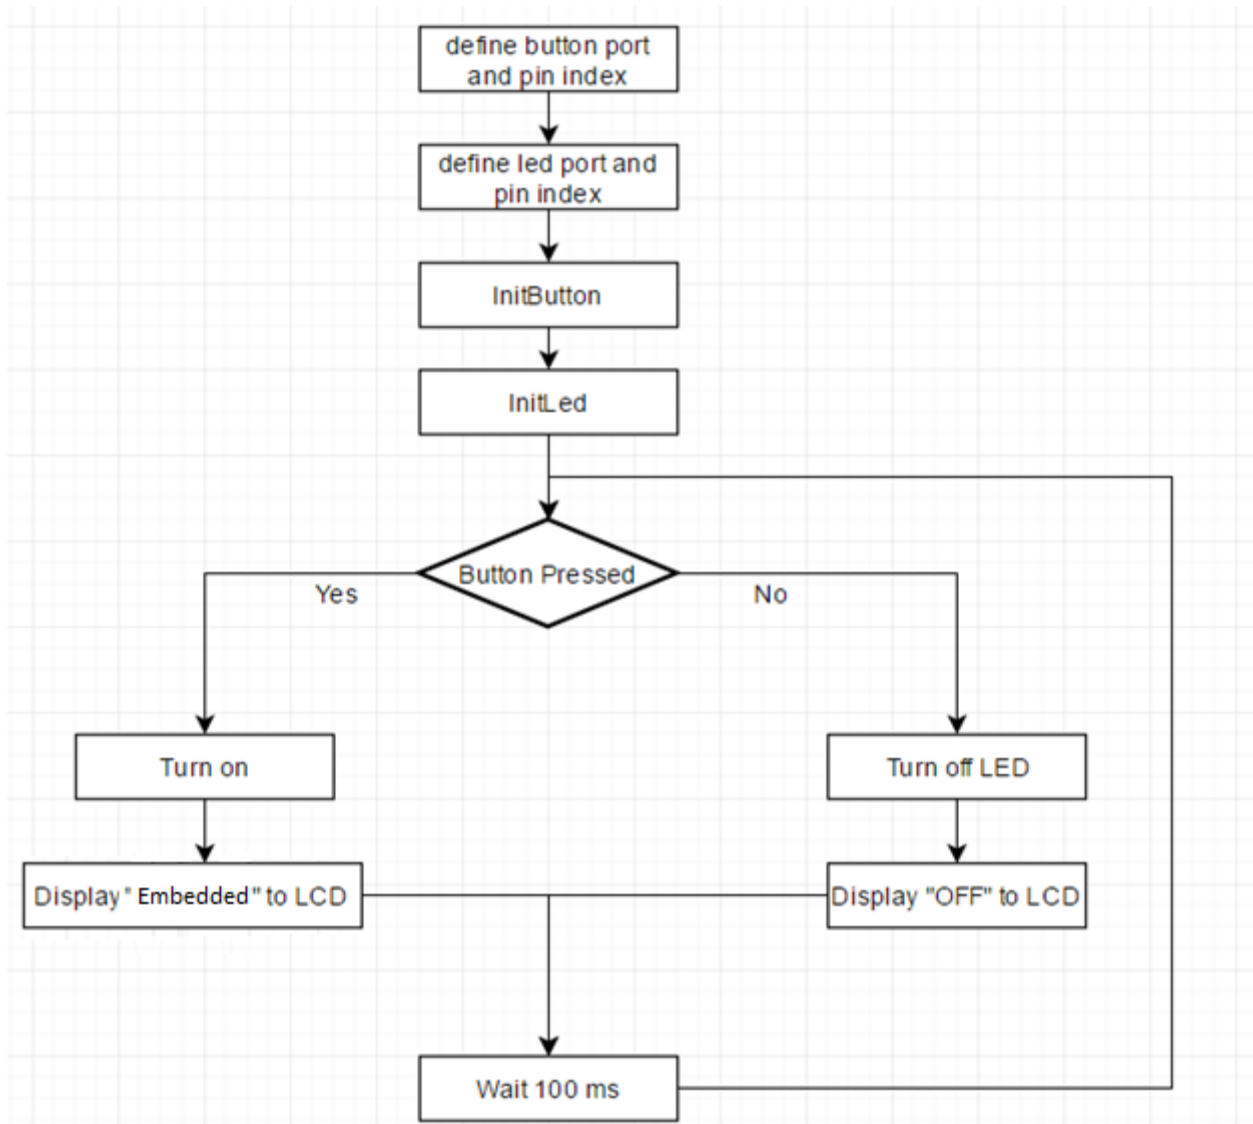 define button port
and pin index
define led port and
pin index
InitButton
InitLed
Button Pressed
Yes
No
Turn on
Turn off LED
Display " Embedded" to LCD
Display "OFF" to LCD
Wait 100 ms